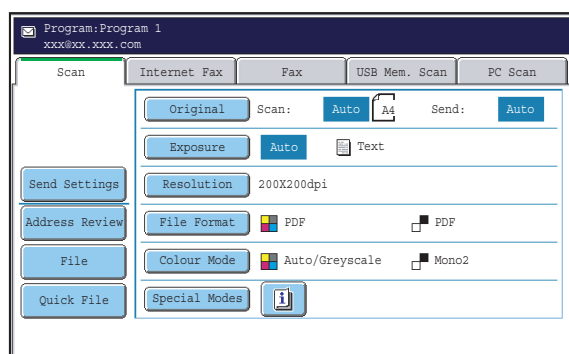 Program:Program 1
xxx@xx.xxx.com
Scan Internet Fax Fax USB Mem. Scan PC Scan
Original Scan: Auto A4 Send: Auto
Exposure Auto Text
Send Settings Resolution 200X200dpi
Address Review File Format PDF PDF
File Colour Mode Auto/Greyscale Mono2
Quick File Special Modes